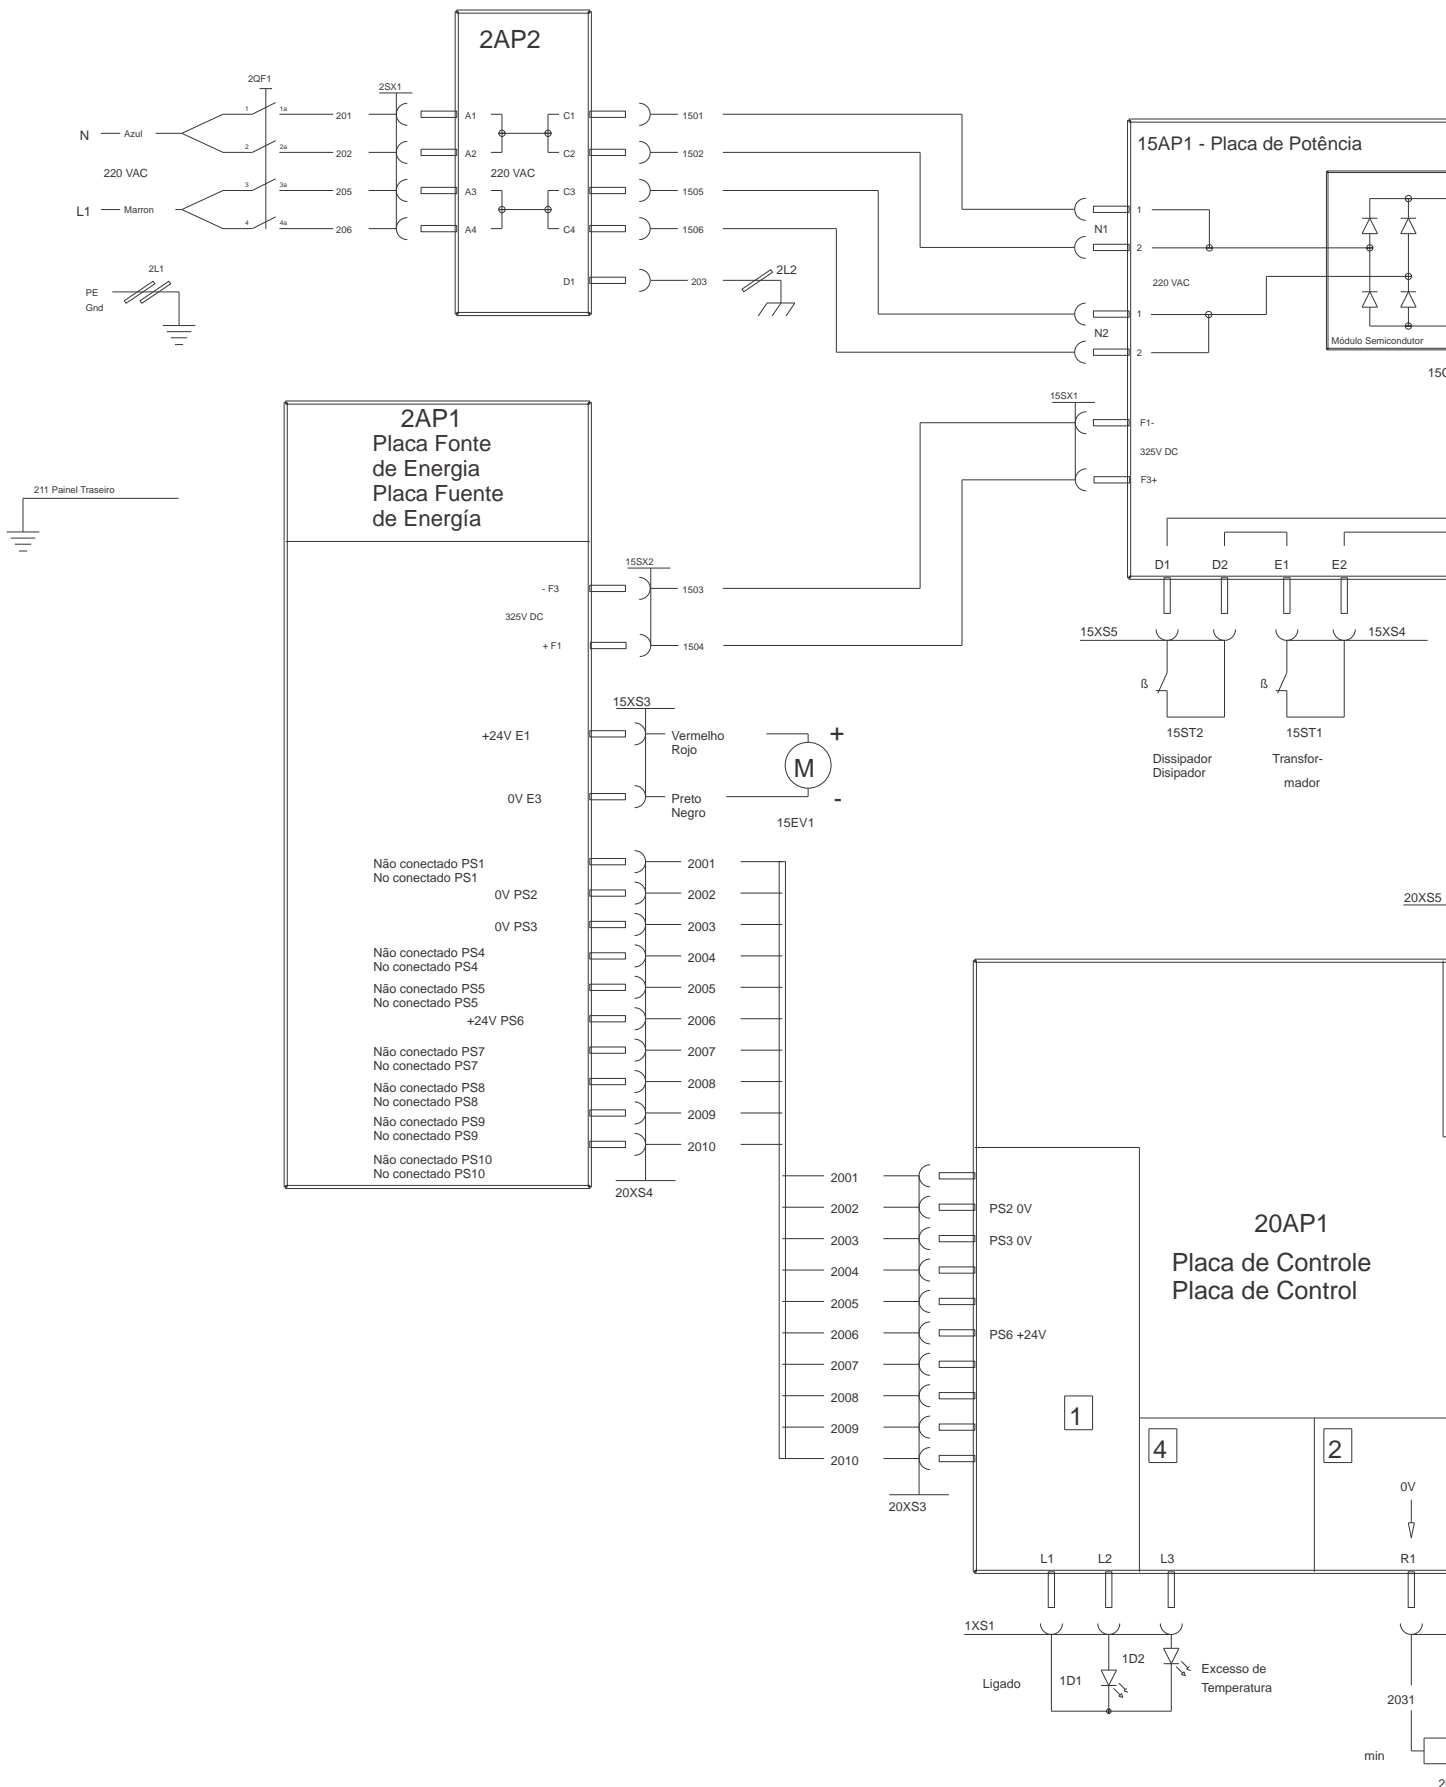 2AP2
2QF1
2SX1
1
1a
201
A1
C1
1501
N
Azul
2
2a
202
A2
C2
1502
220 VAC
220 VAC
3
3a
205
A3
C3
1505
L1
Marron
4
4a
206
A4
C4
1506
2L1
PE
Gnd
D1
203
2L2
15AP1 - Placa de Potência
1
N1
2
220 VAC
1
N2
2
Módulo Semicondutor
15SX1
F1-
325V DC
F3+
D1
D2
E1
E2
15XS5
15XS4
ß
ß
15ST2
15ST1
Dissipador
Disipador
Transfor-
mador
211 Painel Traseiro
2AP1
Placa Fonte
de Energia
Placa Fuente
de Energía
15SX2
- F3
1503
325V DC
+ F1
1504
15XS3
+24V E1
Vermelho
Rojo
+
M
0V E3
Preto
Negro
-
15EV1
Não conectado PS1
No conectado PS1
2001
0V PS2
2002
0V PS3
2003
Não conectado PS4
No conectado PS4
2004
Não conectado PS5
No conectado PS5
2005
+24V PS6
2006
Não conectado PS7
No conectado PS7
2007
Não conectado PS8
No conectado PS8
2008
Não conectado PS9
No conectado PS9
2009
Não conectado PS10
No conectado PS10
2010
20XS4
20XS5
2001
2002
PS2 0V
2003
PS3 0V
2004
2005
2006
PS6 +24V
2007
2008
2009
2010
20XS3
20AP1
Placa de Controle
Placa de Control
1
4
2
0V
L1
L2
L3
R1
1XS1
1D2
1D1
Ligado
Excesso de
Temperatura
2031
min